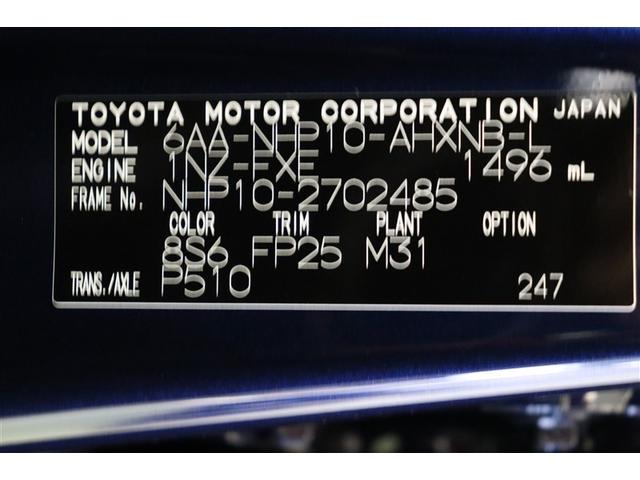 TOYOTA MOTOR CORPORATION JAPAN
MODEL 6AA-NHP10-AHXNB-L
ENGINE 1NZ-FXE 1496 mL
FRAME No. NHP10-2702485
COLOR TRIM PLANT OPTION
8S6 FP25 M31
TRANS./AXLE P510 247